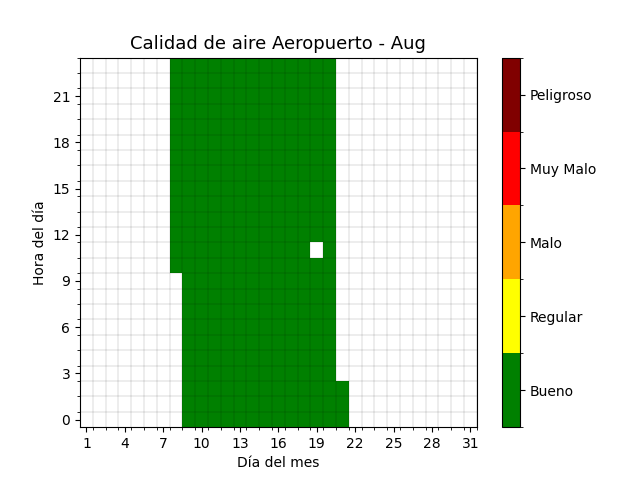 Calidad de aire Aeropuerto - Aug
21
18
15
12
9
6
3
0
Hora del día
1 4 7 10 13 16 19 22 25 28 31
Día del mes
Peligroso
Muy Malo
Malo
Regular
Bueno